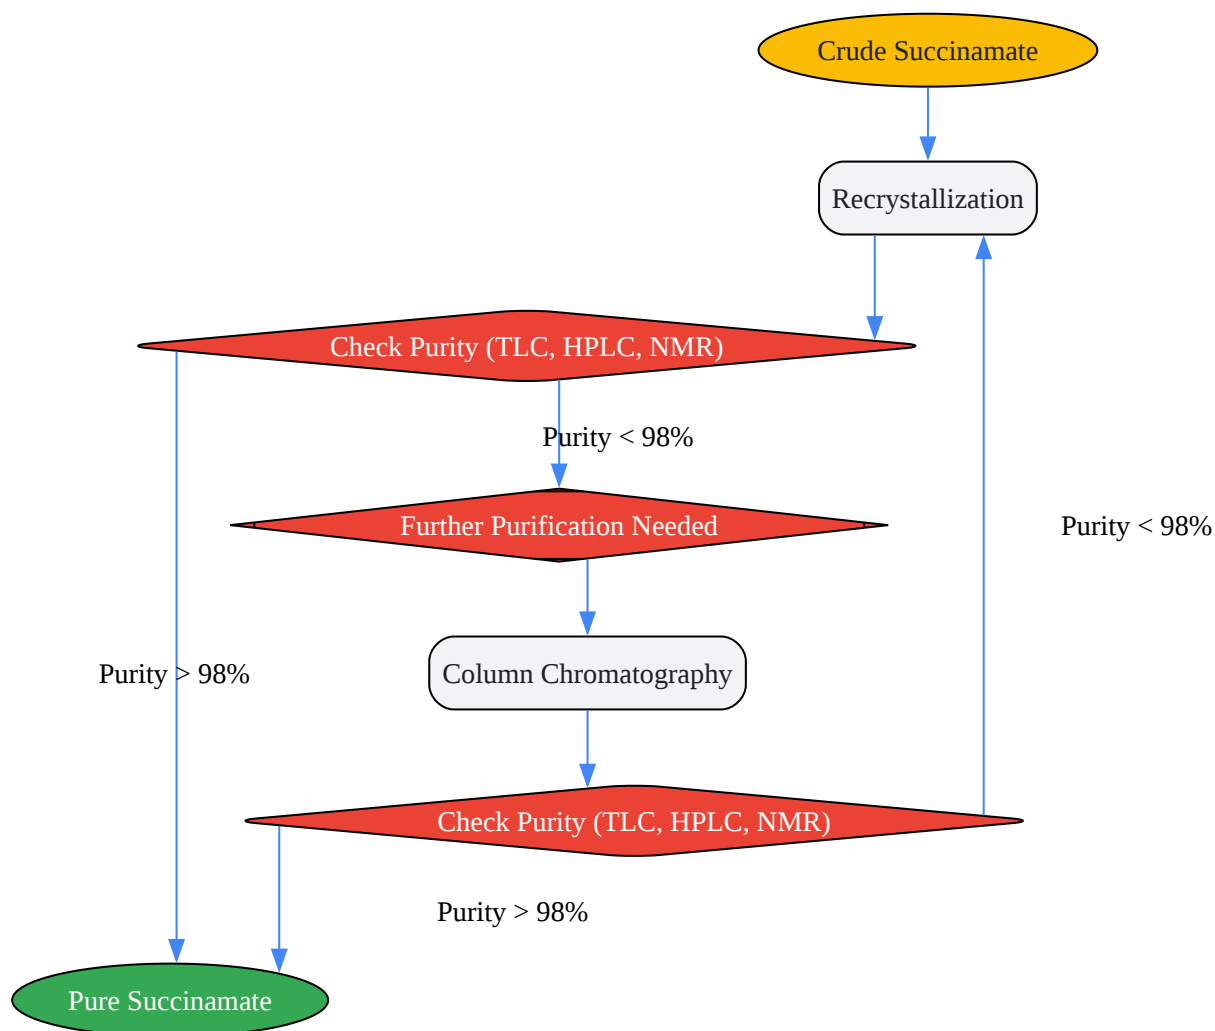 Crude Succinamate
Recrystallization
Check Purity (TLC, HPLC, NMR)
Purity < 98%
Further Purification Needed
Purity < 98%
Purity > 98%
Column Chromatography
Check Purity (TLC, HPLC, NMR)
Purity > 98%
Pure Succinamate